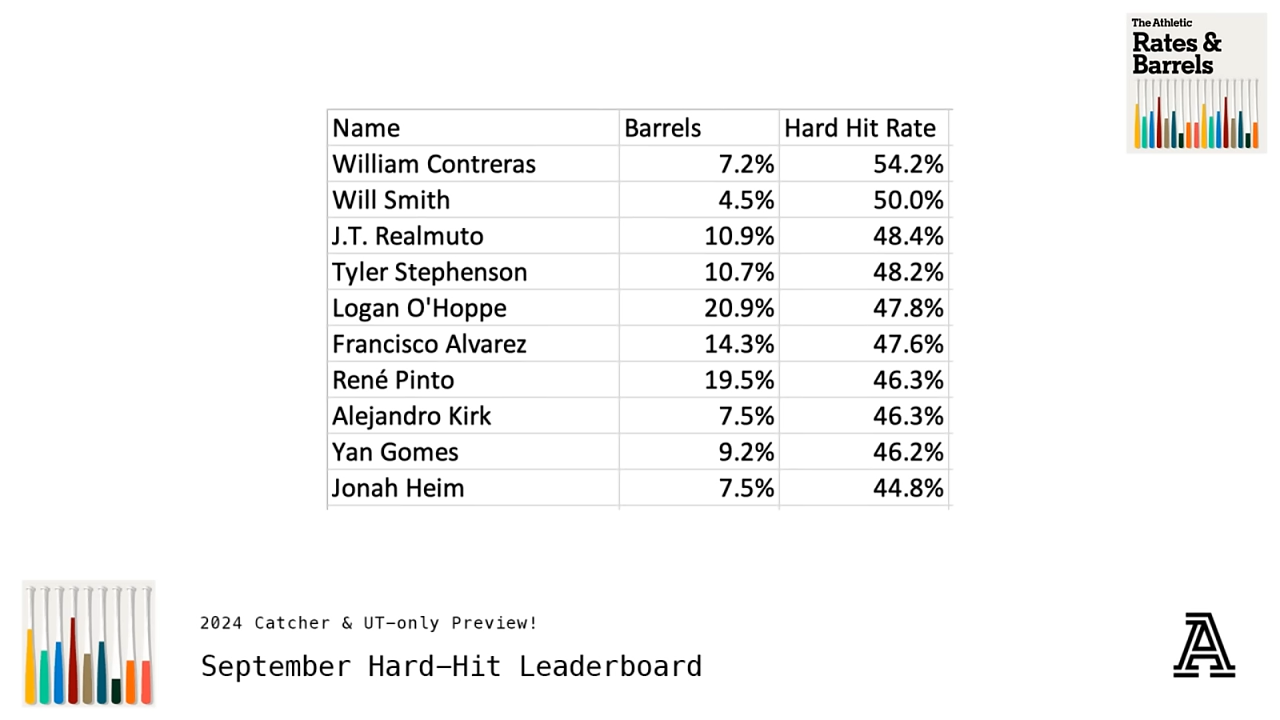 The Athletic
Rates &
Barrels
Name Barrels Hard Hit Rate
William Contreras 7.2% 54.2%
Will Smith 4.5% 50.0%
J.T. Realmuto 10.9% 48.4%
Tyler Stephenson 10.7% 48.2%
Logan O'Hoppe 20.9% 47.8%
Francisco Alvarez 14.3% 47.6%
René Pinto 19.5% 46.3%
Alejandro Kirk 7.5% 46.3%
Yan Gomes 9.2% 46.2%
Jonah Heim 7.5% 44.8%
2024 Catcher & UT-only Preview!
September Hard-Hit Leaderboard
A